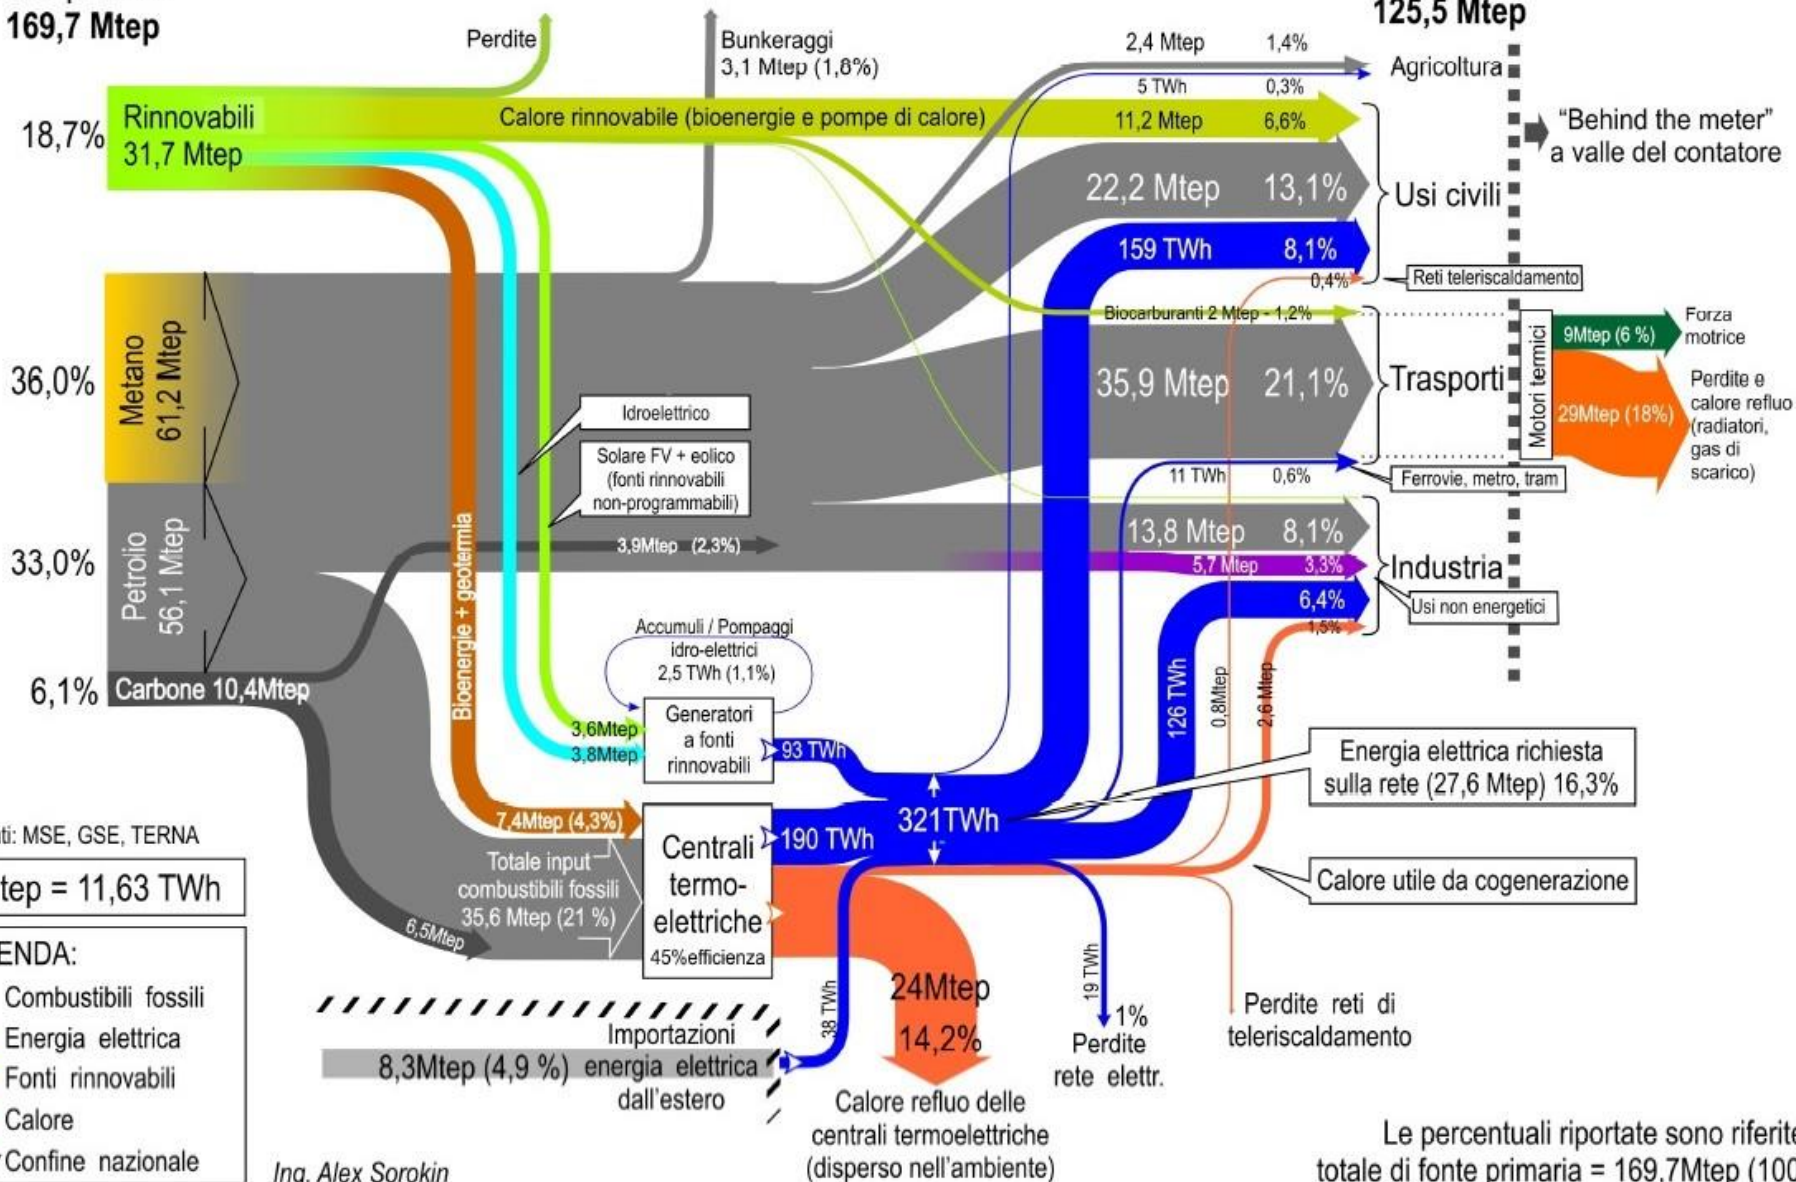 169,7 Mtep
125,5 Mtep
Perdite
Bunkeraggi
3,1 Mtep (1,8%)
2,4 Mtep 1,4%
Agricoltura
5 TWh 0,3%
18,7%
Rinnovabili
31,7 Mtep
Calore rinnovabile (bioenergie e pompe di calore)
11,2 Mtep 6,6%
“Behind the meter”
a valle del contatore
22,2 Mtep 13,1%
Usi civili
159 TWh 8,1%
0,4%
Reti teleriscaldamento
Biocarburanti 2 Mtep - 1,2%
36,0%
Metano
61,2 Mtep
35,9 Mtep 21,1%
Trasporti
Motori termici
9Mtep (6 %)
Forza
motrice
29Mtep (18%)
Perdite e
calore refluo
(radiatori,
gas di
scarico)
Idroelettrico
Solare FV + eolico
(fonti rinnovabili
non-programmabili)
11 TWh 0,6%
Ferrovie, metro, tram
33,0%
Petrolio
56,1 Mtep
Bioenergie + geotermia
3,9Mtep (2,3%)
13,8 Mtep 8,1%
5,7 Mtep 3,3%
Industria
6,4%
Usi non energetici
1,5%
6,1%
Carbone 10,4Mtep
Accumuli / Pompaggi
idro-elettrici
2,5 TWh (1,1%)
126 TWh
0,8Mtep
2,6 Mtep
3,6Mtep
3,8Mtep
Generatori
a fonti
rinnovabili
93 TWh
Energia elettrica richiesta
sulla rete (27,6 Mtep) 16,3%
7,4Mtep (4,3%)
Totale input
combustibili fossili
35,6 Mtep (21 %)
6,5Mtep
Centrali
termo-
elettriche
45%efficienza
190 TWh
321TWh
Calore utile da cogenerazione
ti: MSE, GSE, TERNA
tep = 11,63 TWh
ENDA:
Combustibili fossili
Energia elettrica
Fonti rinnovabili
Calore
Confine nazionale
Importazioni
8,3Mtep (4,9 %) energia elettrica
dall'estero
38 TWh
24Mtep
14,2%
Calore refluo delle
centrali termoelettriche
(disperso nell'ambiente)
19 TWh
1%
Perdite
rete elettr.
Perdite reti di
teleriscaldamento
Ing. Alex Sorokin
Le percentuali riportate sono riferite
totale di fonte primaria = 169,7Mtep (100